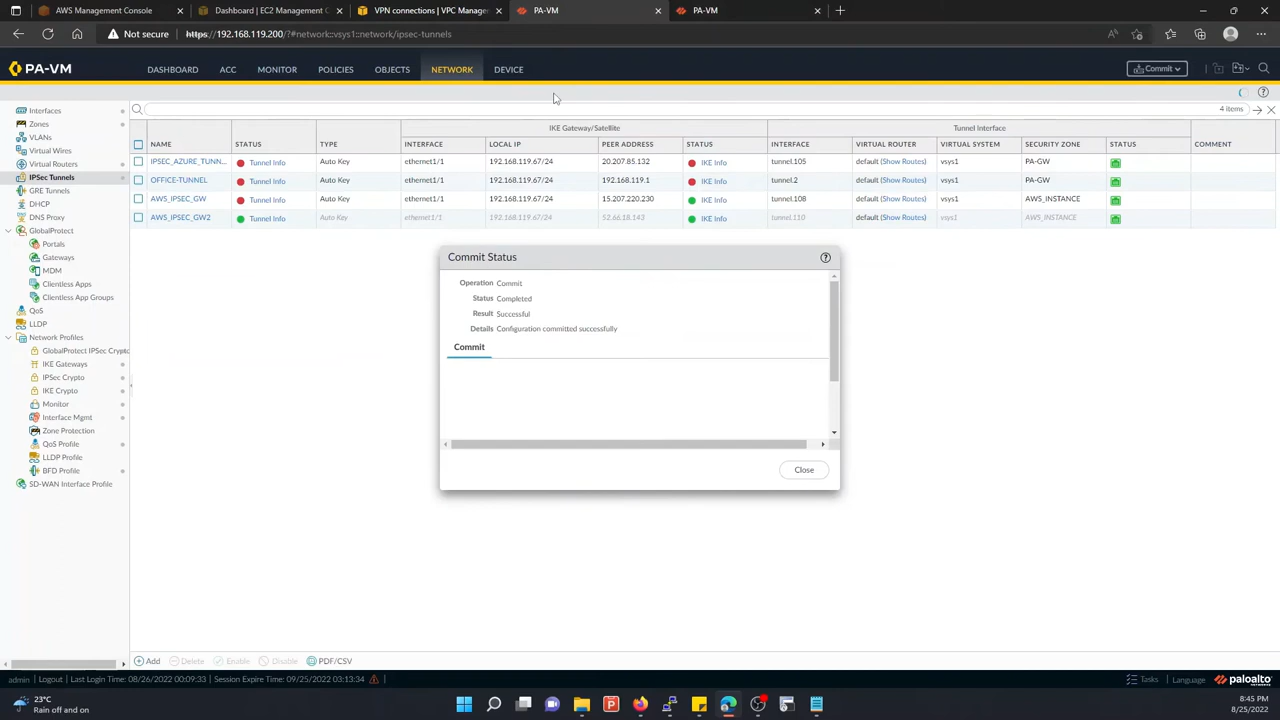 AWS Management Console
Dashboard | EC2 Management C
VPN connections | VPC Manage
PA-VM
PA-VM
Not secure
https://192.168.119.200/?#network::vsys1::network/ipsec-tunnels
PA-VM
DASHBOARD ACC MONITOR POLICIES OBJECTS NETWORK DEVICE
Commit
4 items
Interfaces
Zones
VLANs
Virtual Wires
Virtual Routers
IPSec Tunnels
GRE Tunnels
DHCP
DNS Proxy
GlobalProtect
Portals
Gateways
MDM
Clientless Apps
Clientless App Groups
QoS
LLDP
Network Profiles
GlobalProtect IPSec Crypto
IKE Gateways
IPSec Crypto
IKE Crypto
Monitor
Interface Mgmt
Zone Protection
QoS Profile
LLDP Profile
BFD Profile
SD-WAN Interface Profile
IKE Gateway/Satellite Tunnel Interface
NAME STATUS TYPE INTERFACE LOCAL IP PEER ADDRESS STATUS INTERFACE VIRTUAL ROUTER VIRTUAL SYSTEM SECURITY ZONE STATUS COMMENT
IPSEC_AZURE_TUNN... Tunnel Info Auto Key ethernet1/1 192.168.119.67/24 20.207.85.132 IKE Info tunnel.105 default (Show Routes) vsys1 PA-GW
OFFICE-TUNNEL Tunnel Info Auto Key ethernet1/1 192.168.119.67/24 192.168.119.1 IKE Info tunnel.2 default (Show Routes) vsys1 PA-GW
AWS_IPSEC_GW Tunnel Info Auto Key ethernet1/1 192.168.119.67/24 15.207.220.230 IKE Info tunnel.108 default (Show Routes) vsys1 AWS_INSTANCE
AWS_IPSEC_GW2 Tunnel Info Auto Key ethernet1/1 192.168.119.67/24 52.66.18.143 IKE Info tunnel.110 default (Show Routes) vsys1 AWS_INSTANCE
Commit Status
Operation Commit
Status Completed
Result Successful
Details Configuration committed successfully
Commit
Close
Add Delete Enable Disable PDF/CSV
admin | Logout | Last Login Time: 08/26/2022 00:09:33 | Session Expire Time: 09/25/2022 03:13:34
Tasks | Language paloalto
NETWORKS
23°C
Rain off and on
8:45 PM
8/25/2022